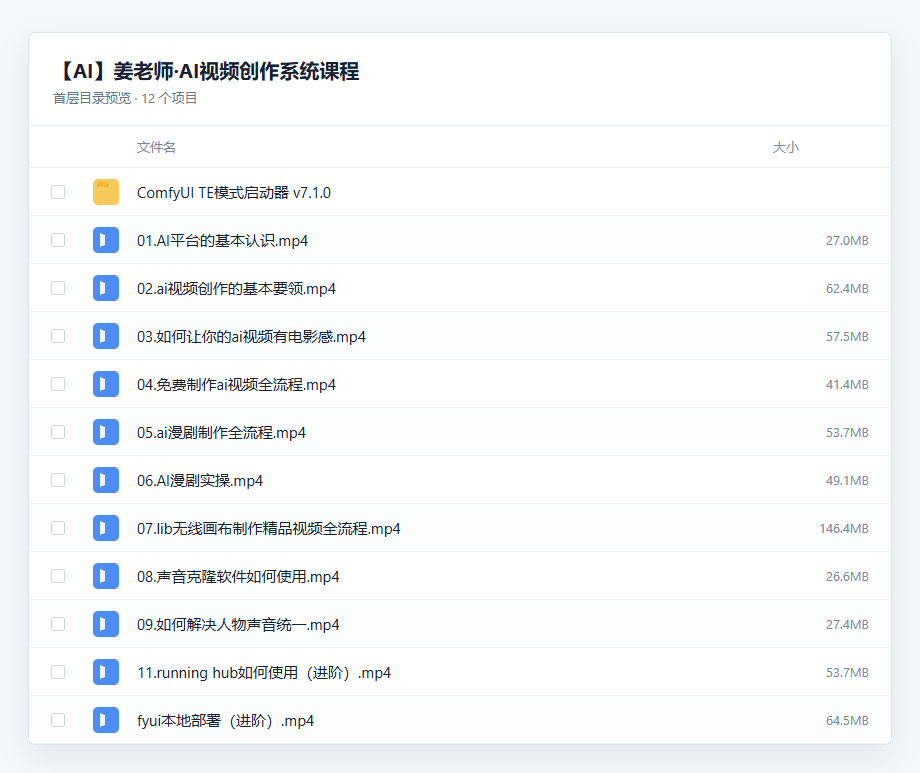 【AI】姜老师·AI视频创作系统课程
首层目录预览 · 12 个项目
文件名 大小
ComfyUI TE模式启动器 v7.1.0
01.AI平台的基本认识.mp4 27.0MB
02.ai视频创作的基本要领.mp4 62.4MB
03.如何让你的ai视频有电影感.mp4 57.5MB
04.免费制作ai视频全流程.mp4 41.4MB
05.ai漫剧制作全流程.mp4 53.7MB
06.AI漫剧实操.mp4 49.1MB
07.lib无线画布制作精品视频全流程.mp4 146.4MB
08.声音克隆软件如何使用.mp4 26.6MB
09.如何解决人物声音统一.mp4 27.4MB
11.running hub如何使用（进阶）.mp4 53.7MB
fyui本地部署（进阶）.mp4 64.5MB